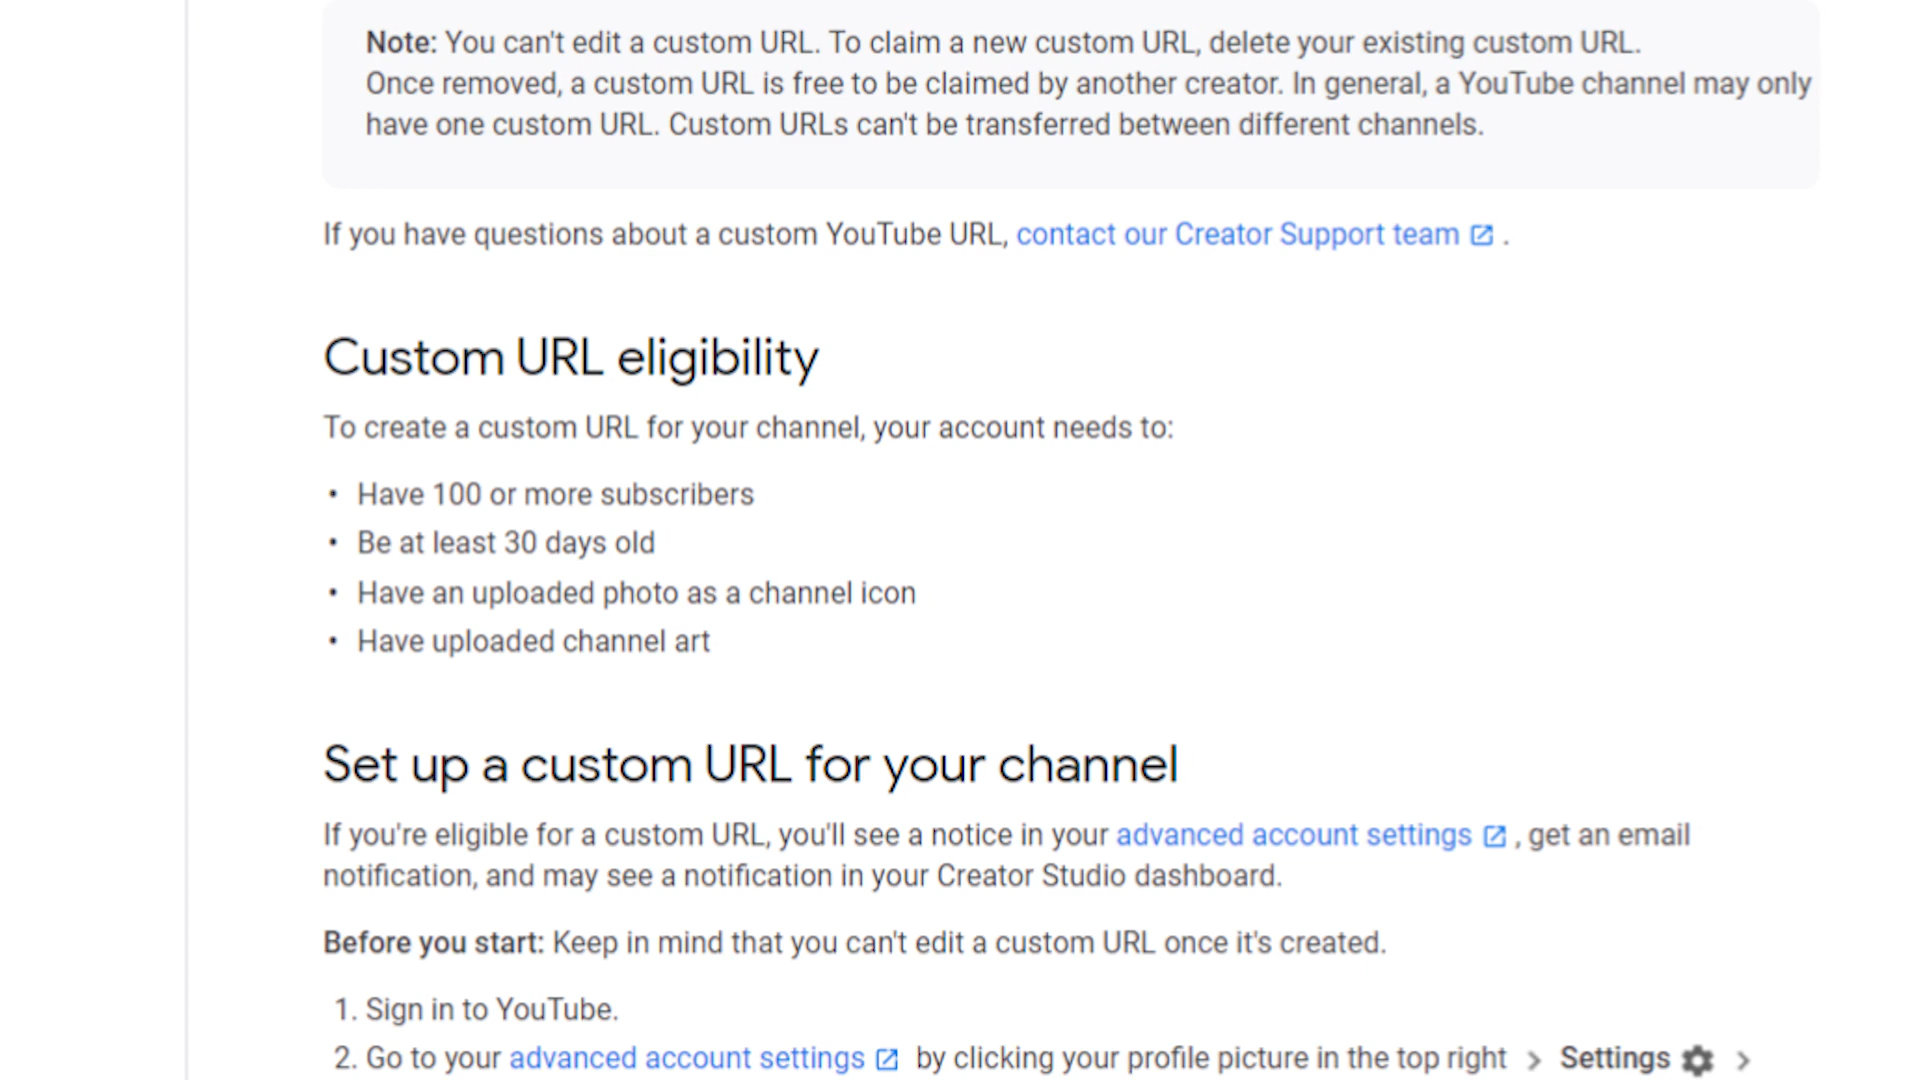 Note: You can't edit a custom URL. To claim a new custom URL, delete your existing custom URL.
Once removed, a custom URL is free to be claimed by another creator. In general, a YouTube channel may only
have one custom URL. Custom URLs can't be transferred between different channels.
If you have questions about a custom YouTube URL, contact our Creator Support team .
Custom URL eligibility
To create a custom URL for your channel, your account needs to:
• Have 100 or more subscribers
• Be at least 30 days old
• Have an uploaded photo as a channel icon
• Have uploaded channel art
Set up a custom URL for your channel
If you're eligible for a custom URL, you'll see a notice in your advanced account settings , get an email
notification, and may see a notification in your Creator Studio dashboard.
Before you start: Keep in mind that you can't edit a custom URL once it's created.
1. Sign in to YouTube.
2. Go to your advanced account settings by clicking your profile picture in the top right > Settings >